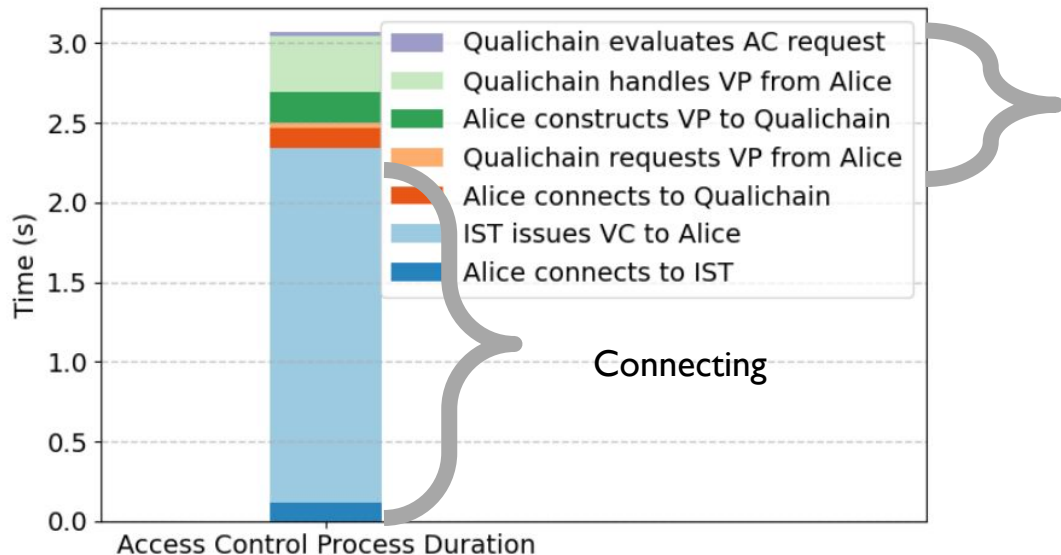 3.0
2.5
2.0
1.5
1.0
0.5
0.0
Time (s)
Qualichain evaluates AC request
Qualichain handles VP from Alice
Alice constructs VP to Qualichain
Qualichain requests VP from Alice
Alice connects to Qualichain
IST issues VC to Alice
Alice connects to IST
Connecting
Access Control Process Duration